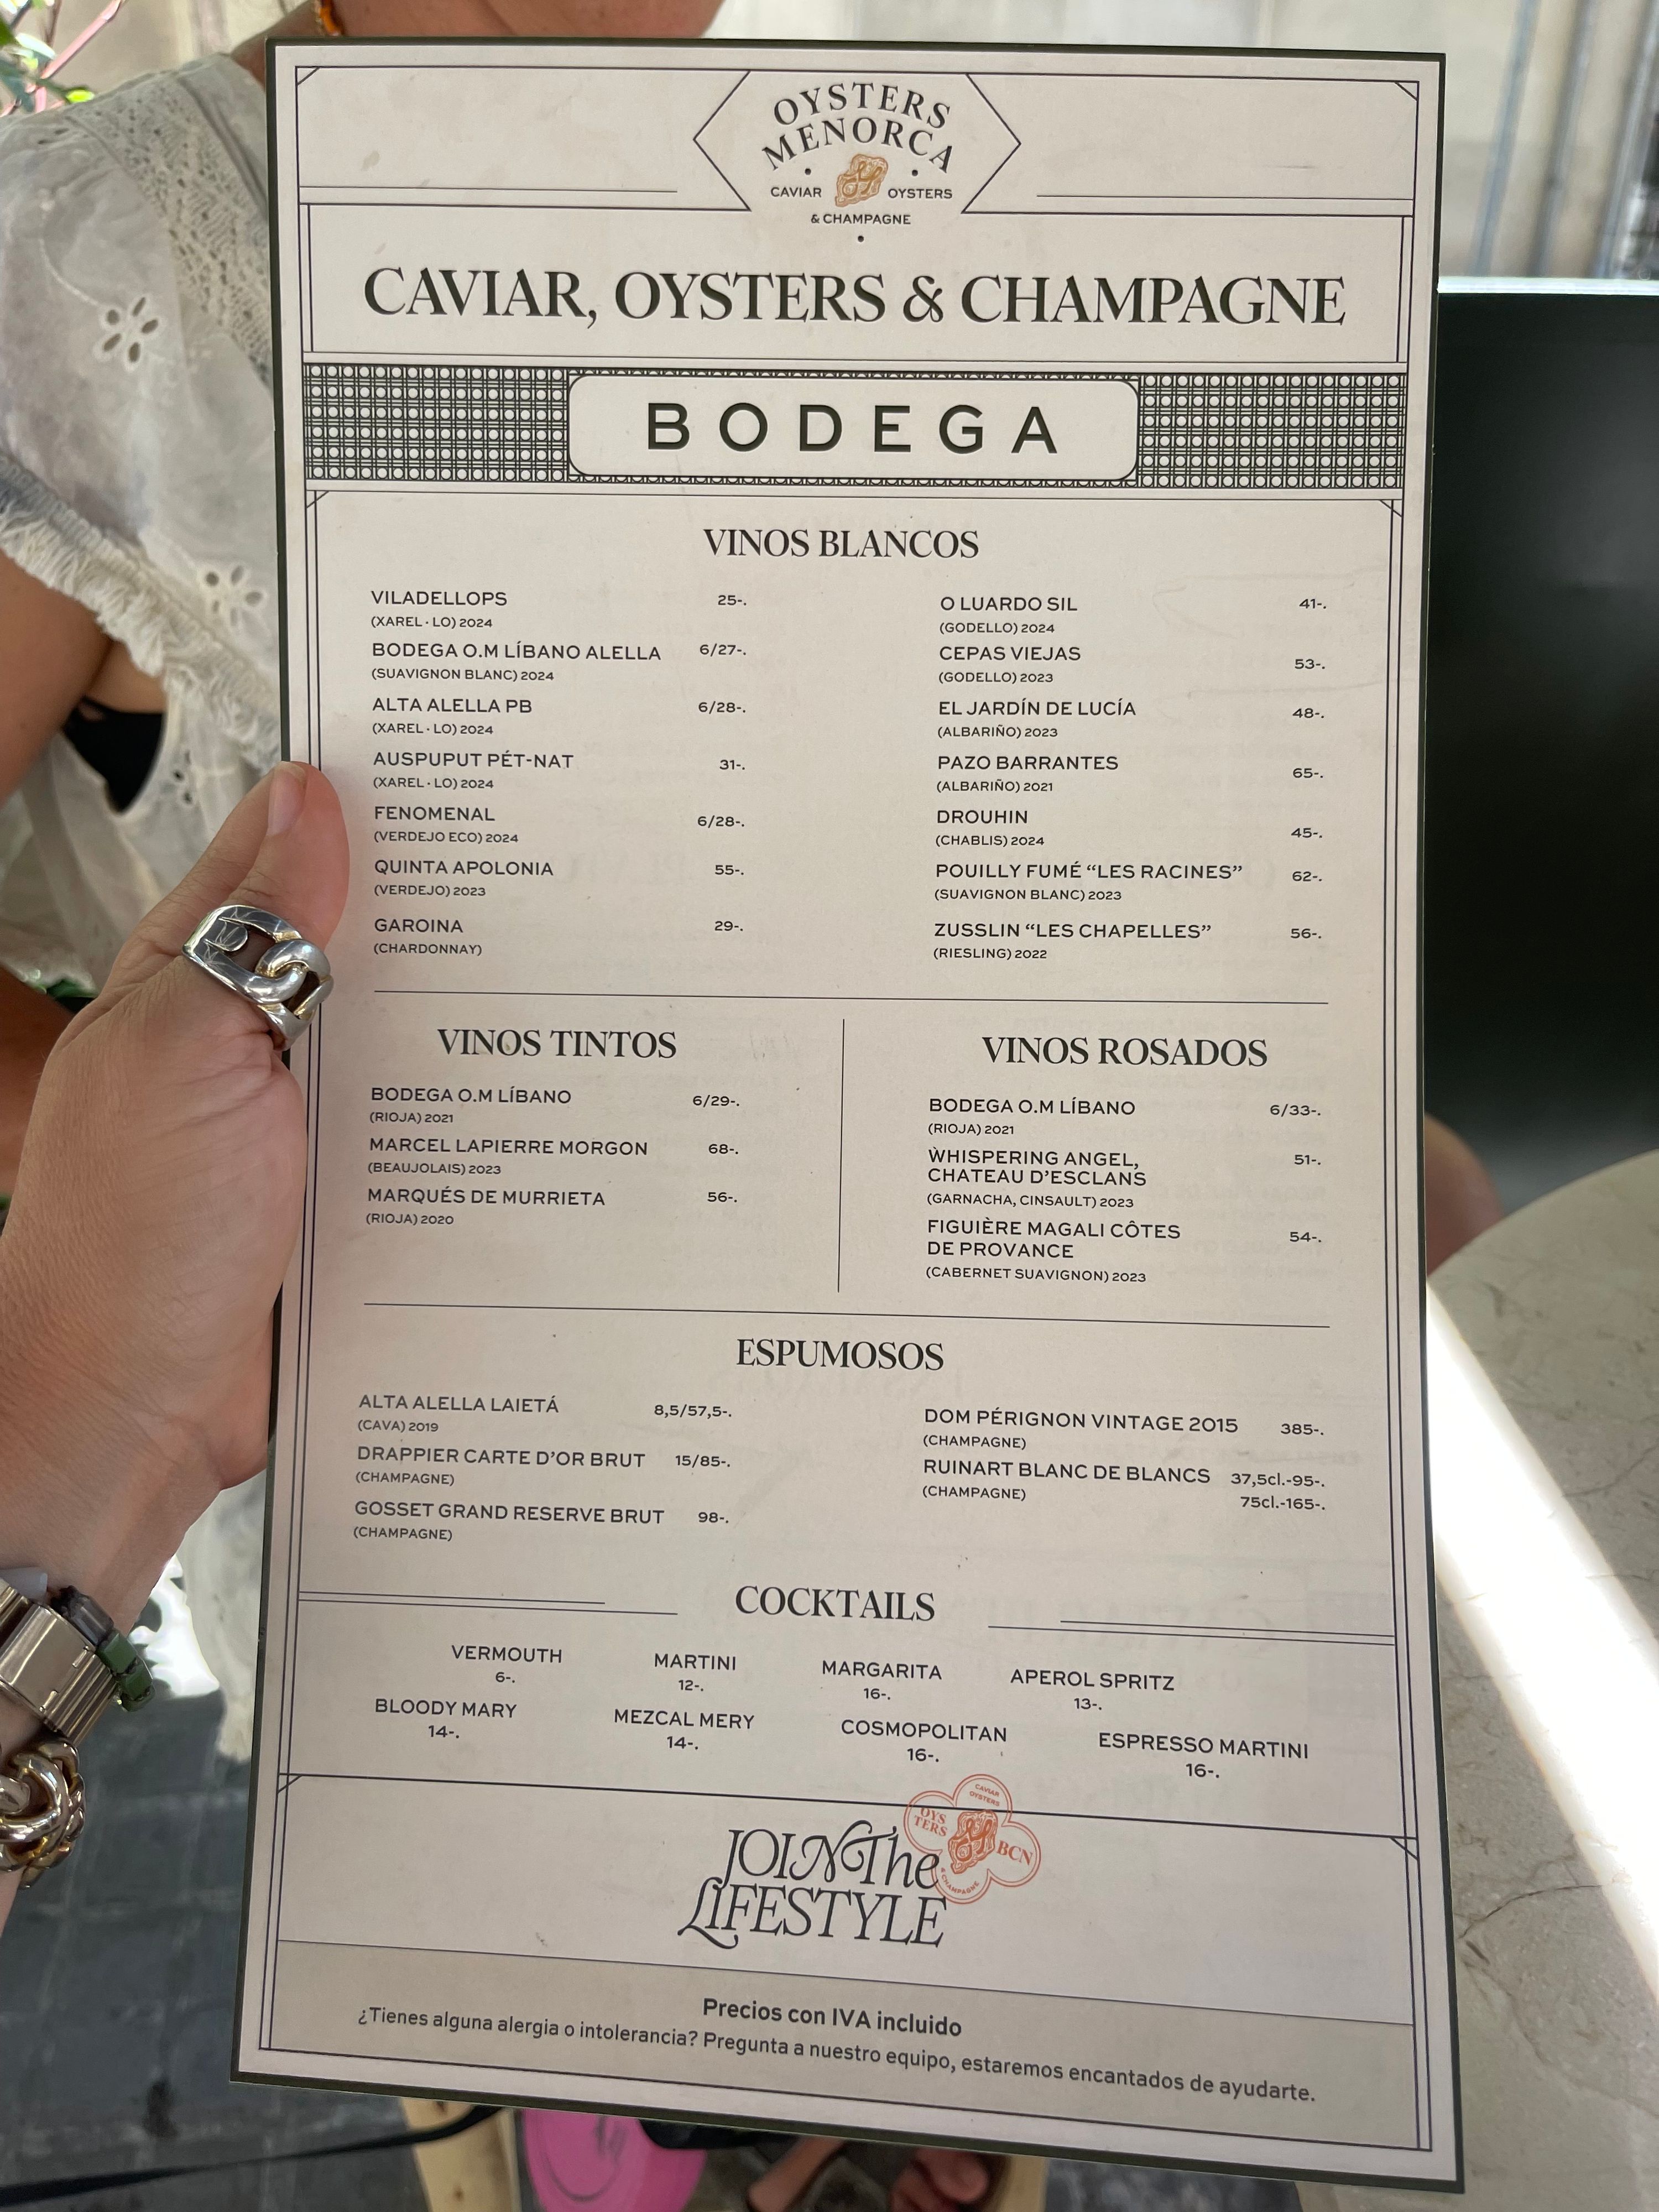 OYSTERS
MENORCA
CAVIAR OYSTERS
& CHAMPAGNE
CAVIAR, OYSTERS & CHAMPAGNE
BODEGA
VINOS BLANCOS
VILADELLOPS 25-.
(XAREL · LO) 2024
BODEGA O.M LÍBANO ALELLA 6/27-.
(SUAVIGNON BLANC) 2024
ALTA ALELLA PB 6/28-.
(XAREL · LO) 2024
AUSPUPUT PÉT-NAT 31-.
(XAREL · LO) 2024
FENOMENAL 6/28-.
(VERDEJO ECO) 2024
QUINTA APOLONIA 55-.
(VERDEJO) 2023
GAROINA 29-.
(CHARDONNAY)
O LUARDO SIL 41-.
(GODELLO) 2024
CEPAS VIEJAS 53-.
(GODELLO) 2023
EL JARDÍN DE LUCÍA 48-.
(ALBARIÑO) 2023
PAZO BARRANTES 65-.
(ALBARIÑO) 2021
DROUHIN 45-.
(CHABLIS) 2024
POUILLY FUMÉ “LES RACINES” 62-.
(SUAVIGNON BLANC) 2023
ZUSSLIN “LES CHAPELLES” 56-.
(RIESLING) 2022
VINOS TINTOS
BODEGA O.M LÍBANO 6/29-.
(RIOJA) 2021
MARCEL LAPIERRE MORGON 68-.
(BEAUJOLAIS) 2023
MARQUÉS DE MURRIETA 56-.
(RIOJA) 2020
VINOS ROSADOS
BODEGA O.M LÍBANO 6/33-.
(RIOJA) 2021
WHISPERING ANGEL, 51-.
CHATEAU D’ESCLANS
(GARNACHA, CINSAULT) 2023
FIGUIÈRE MAGALI CÔTES 54-.
DE PROVANCE
(CABERNET SUAVIGNON) 2023
ESPUMOSOS
ALTA ALELLA LAIETÁ 8,5/57,5-.
(CAVA) 2019
DRAPPIER CARTE D’OR BRUT 15/85-.
(CHAMPAGNE)
GOSSET GRAND RESERVE BRUT 98-.
(CHAMPAGNE)
DOM PÉRIGNON VINTAGE 2015 385-.
(CHAMPAGNE)
RUINART BLANC DE BLANCS 37,5cl.-95-.
(CHAMPAGNE) 75cl.-165-.
COCKTAILS
VERMOUTH MARTINI MARGARITA APEROL SPRITZ
6-. 12-. 16-. 13-.
BLOODY MARY MEZCAL MERY COSMOPOLITAN ESPRESSO MARTINI
14-. 14-. 16-. 16-.
JOIN The
LIFESTYLE
CAVIAR
OYSTERS
OYS
TERS
BCN
& CHAMPAGNE
Precios con IVA incluido
¿Tienes alguna alergia o intolerancia? Pregunta a nuestro equipo, estaremos encantados de ayudarte.